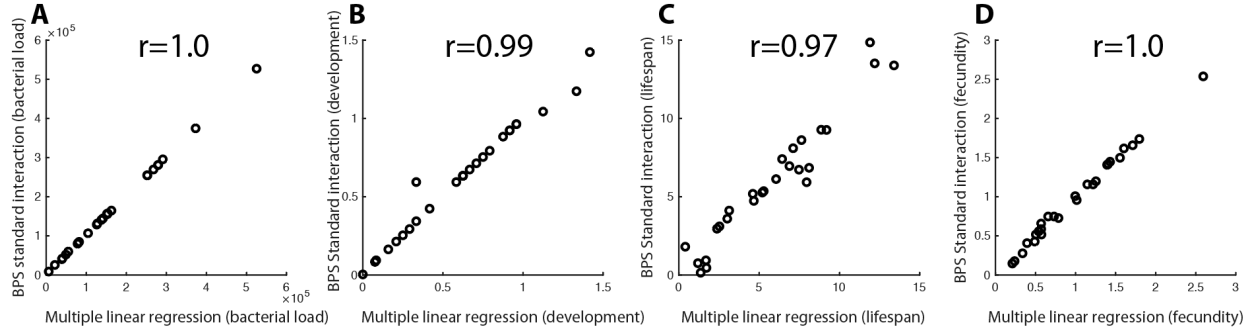 A
B
C
D
r=1.0
r=0.99
r=0.97
r=1.0
BPS standard interaction (bacterial load)
×10⁵
6
5
4
3
2
1
0
0 1 2 3 4 5 6
×10⁵
Multiple linear regression (bacterial load)
BPS Standard interaction (development)
1.5
1
0.5
0
0 0.5 1 1.5
Multiple linear regression (development)
BPS Standard interaction (lifespan)
15
10
5
0
0 5 10 15
Multiple linear regression (lifespan)
BPS Standard interaction (fecundity)
3
2.5
2
1.5
1
0.5
0
0 0.5 1 1.5 2 2.5 3
Multiple linear regression (fecundity)